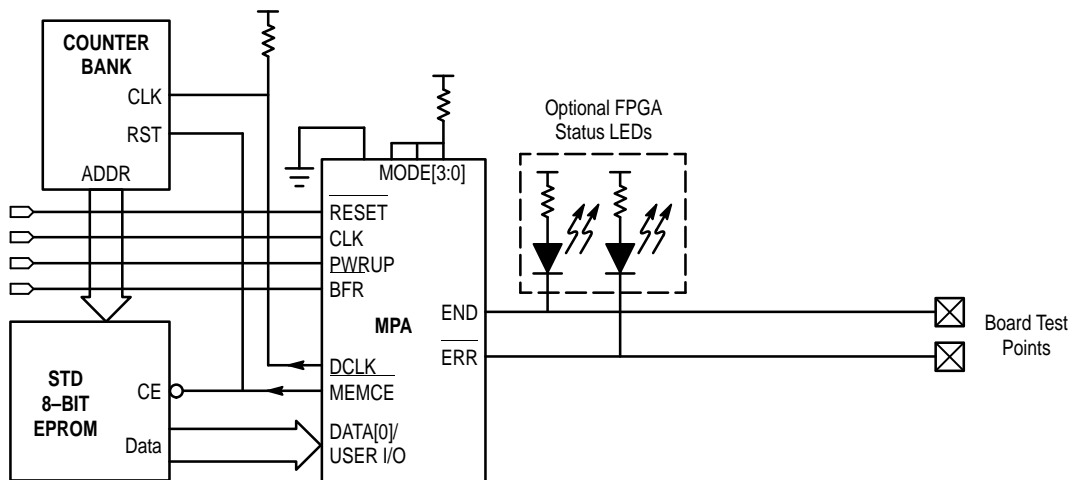 COUNTER
BANK
CLK
RST
ADDR
MODE[3:0]
Optional FPGA
Status LEDs
RESET
CLK
PWRUP
BFR
MPA
END
ERR
Board Test
Points
DCLK
MEMCE
STD
8–BIT
EPROM
CE
Data
DATA[0]/
USER I/O